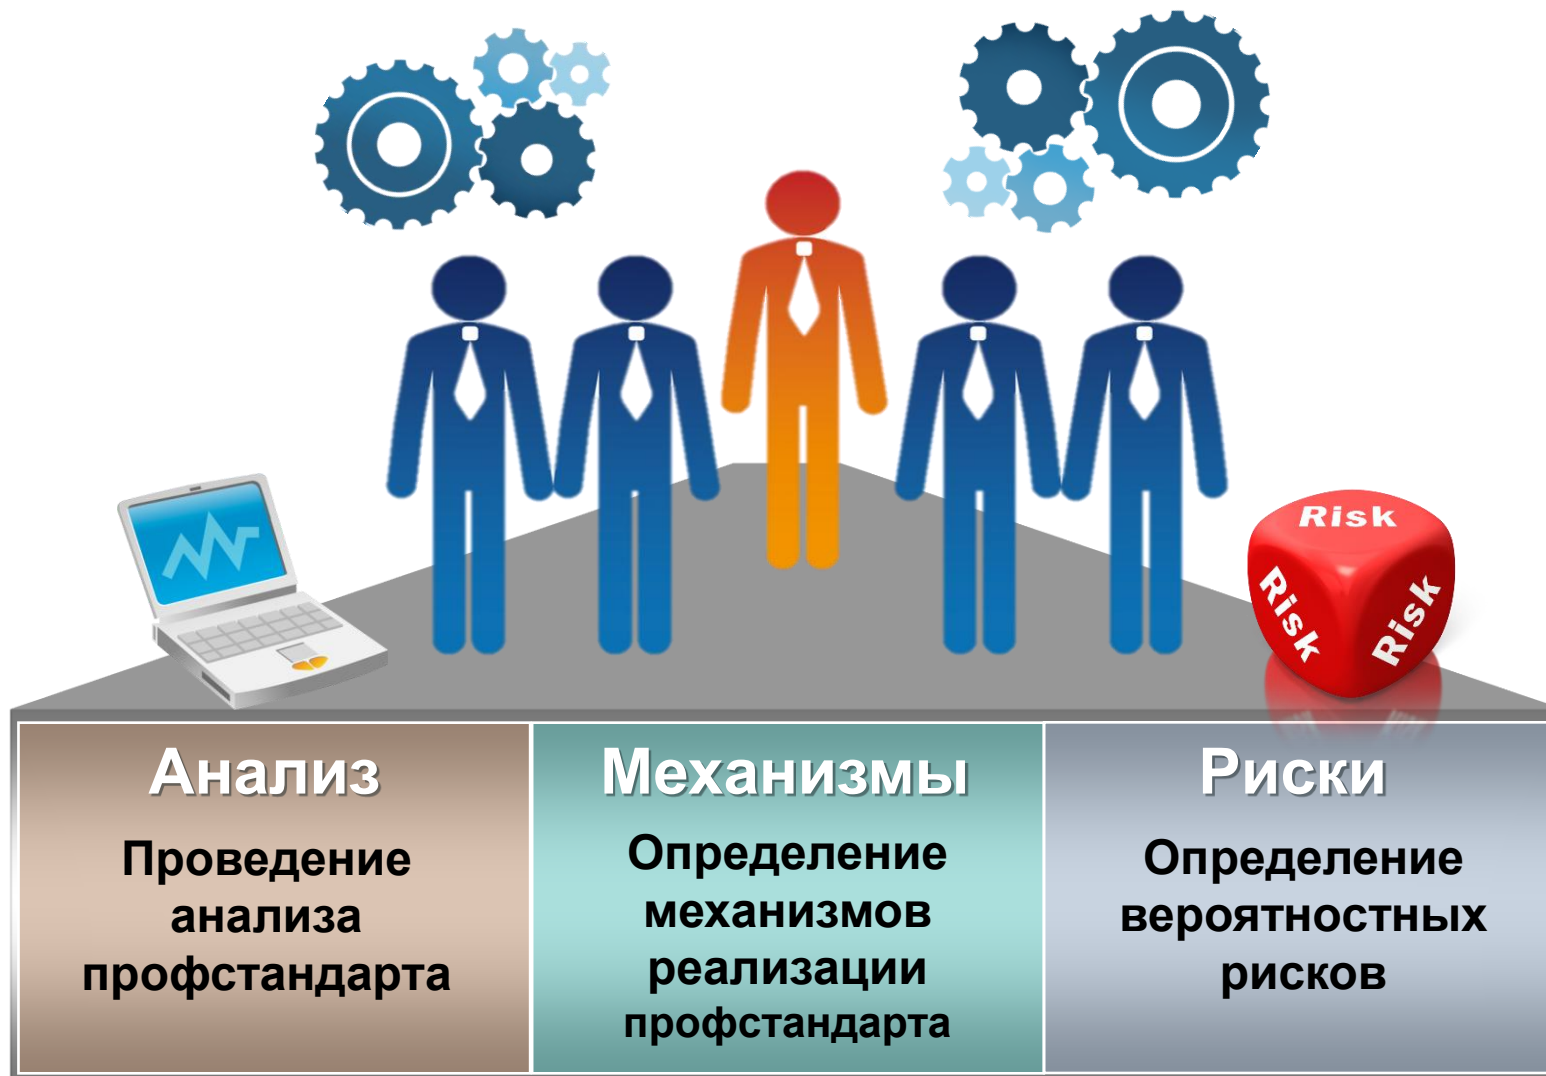 Risk
Risk
Risk
Анализ
Проведение
анализа
профстандарта
Механизмы
Определение
механизмов
реализации
профстандарта
Риски
Определение
вероятностных
рисков